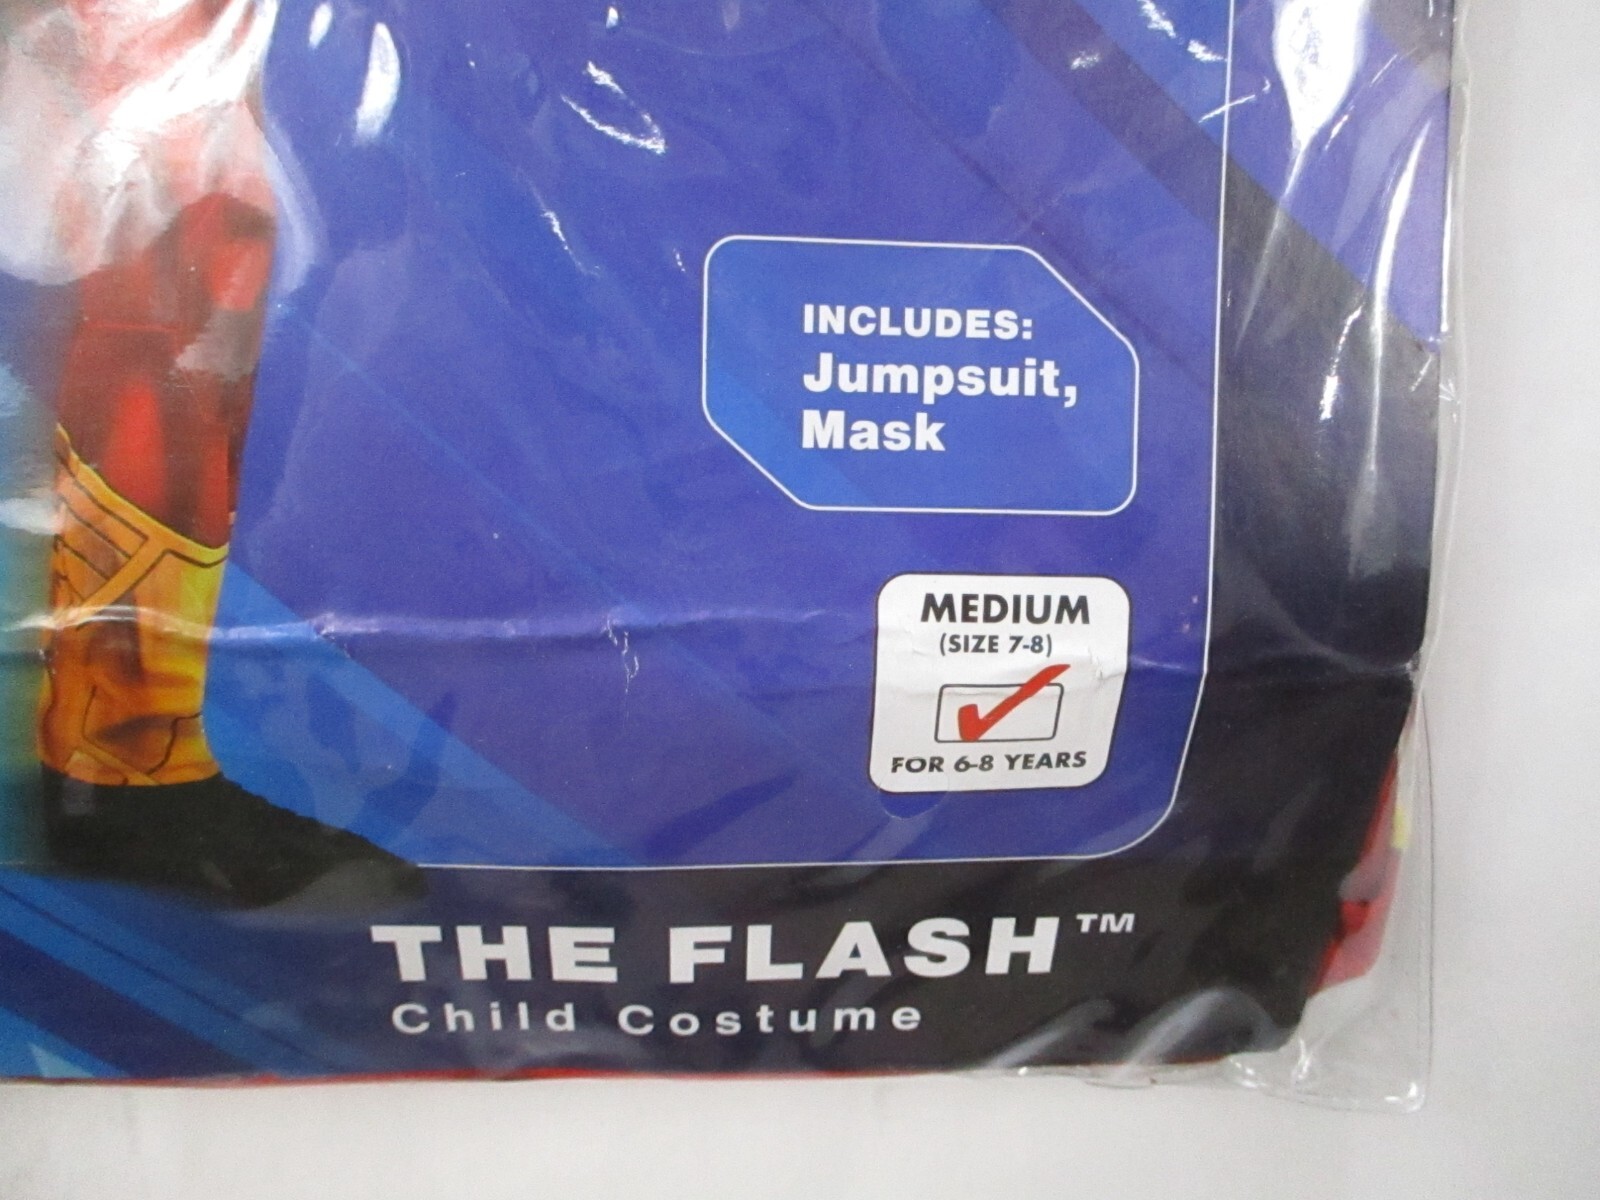 INCLUDES:
Jumpsuit,
Mask
MEDIUM
(SIZE 7-8)
FOR 6-8 YEARS
THE FLASH™
Child Costume